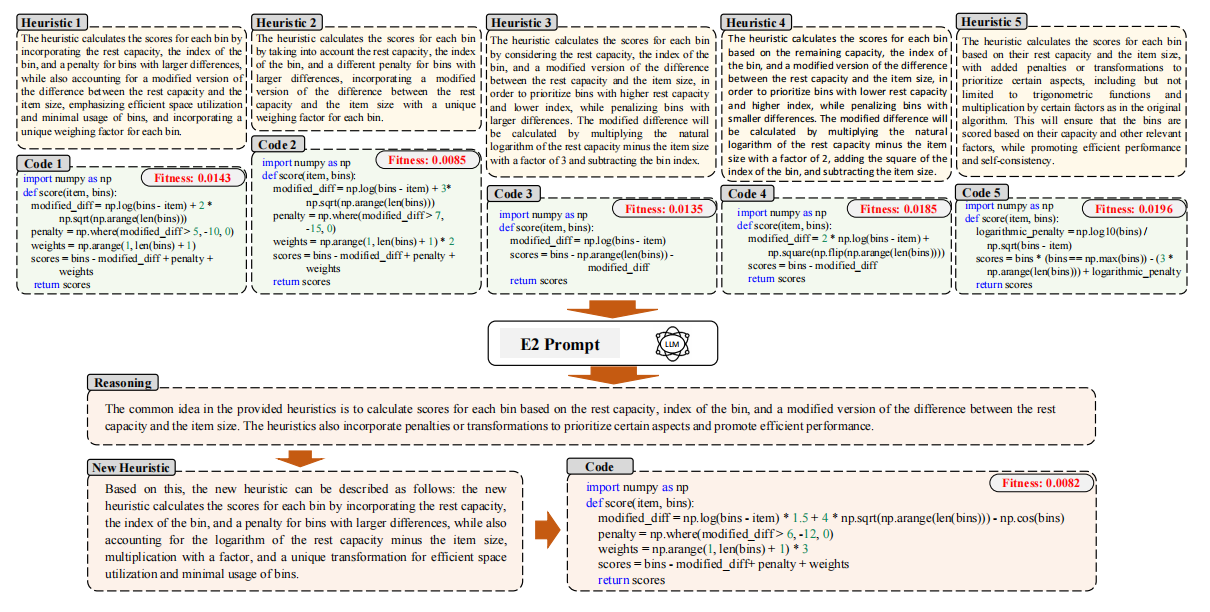 Heuristic 1
The heuristic calculates the scores for each bin by
incorporating the rest capacity, the index of the
bin, and a penalty for bins with larger differences,
while also accounting for a modified version of
the difference between the rest capacity and the
item size, emphasizing efficient space utilization
and minimal usage of bins, and incorporating a
unique weighing factor for each bin.
Code 1
Fitness: 0.0143
import numpy as np
def score(item, bins):
modified_diff = np.log(bins - item) + 2 *
np.sqrt(np.arange(len(bins)))
penalty = np.where(modified_diff > 5, -10, 0)
weights = np.arange(1, len(bins) + 1)
scores = bins - modified_diff + penalty +
weights
return scores
Heuristic 2
The heuristic calculates the scores for each bin
by taking into account the rest capacity, the index
of the bin, and a different penalty for bins with
larger differences, incorporating a modified
version of the difference between the rest
capacity and the item size with a unique
weighing factor for each bin.
Code 2
Fitness: 0.0085
import numpy as np
def score(item, bins):
modified_diff = np.log(bins - item) + 3*
np.sqrt(np.arange(len(bins)))
penalty = np.where(modified_diff > 7,
-15, 0)
weights = np.arange(1, len(bins) + 1) * 2
scores = bins - modified_diff + penalty +
weights
return scores
Heuristic 3
The heuristic calculates the scores for each bin
by considering the rest capacity, the index of the
bin, and a modified version of the difference
between the rest capacity and the item size, in
order to prioritize bins with higher rest capacity
and lower index, while penalizing bins with
larger differences. The modified difference will
be calculated by multiplying the natural
logarithm of the rest capacity minus the item size
with a factor of 3 and subtracting the bin index.
Code 3
Fitness: 0.0135
import numpy as np
def score(item, bins):
modified_diff = np.log(bins - item)
scores = bins - np.arange(len(bins)) -
modified_diff
return scores
Heuristic 4
The heuristic calculates the scores for each bin
based on the remaining capacity, the index of
the bin, and a modified version of the difference
between the rest capacity and the item size, in
order to prioritize bins with lower rest capacity
and higher index, while penalizing bins with
smaller differences. The modified difference will
be calculated by multiplying the natural
logarithm of the rest capacity minus the item
size with a factor of 2, adding the square of the
index of the bin, and subtracting the item size.
Code 4
Fitness: 0.0185
import numpy as np
def score(item, bins):
modified_diff = 2 * np.log(bins - item) +
np.square(np.flip(np.arange(len(bins))))
scores = bins - modified_diff
return scores
Heuristic 5
The heuristic calculates the scores for each bin
based on their rest capacity and the item size,
with added penalties or transformations to
prioritize certain aspects, including but not
limited to trigonometric functions and
multiplication by certain factors as in the original
algorithm. This will ensure that the bins are
scored based on their capacity and other relevant
factors, while promoting efficient performance
and self-consistency.
Code 5
Fitness: 0.0196
import numpy as np
def score(item, bins):
logarithmic_penalty = np.log10(bins) /
np.sqrt(bins - item)
scores = bins * (bins == np.max(bins)) - (3 *
np.arange(len(bins))) + logarithmic_penalty
return scores
E2 Prompt
LLM
Reasoning
The common idea in the provided heuristics is to calculate scores for each bin based on the rest capacity, index of the bin, and a modified version of the difference between the rest
capacity and the item size. The heuristics also incorporate penalties or transformations to prioritize certain aspects and promote efficient performance.
New Heuristic
Based on this, the new heuristic can be described as follows: the new
heuristic calculates the scores for each bin by incorporating the rest capacity,
the index of the bin, and a penalty for bins with larger differences, while also
accounting for the logarithm of the rest capacity minus the item size,
multiplication with a factor, and a unique transformation for efficient space
utilization and minimal usage of bins.
Code
Fitness: 0.0082
import numpy as np
def score(item, bins):
modified_diff = np.log(bins - item) * 1.5 + 4 * np.sqrt(np.arange(len(bins))) - np.cos(bins)
penalty = np.where(modified_diff > 6, -12, 0)
weights = np.arange(1, len(bins) + 1) * 3
scores = bins - modified_diff+ penalty + weights
return scores